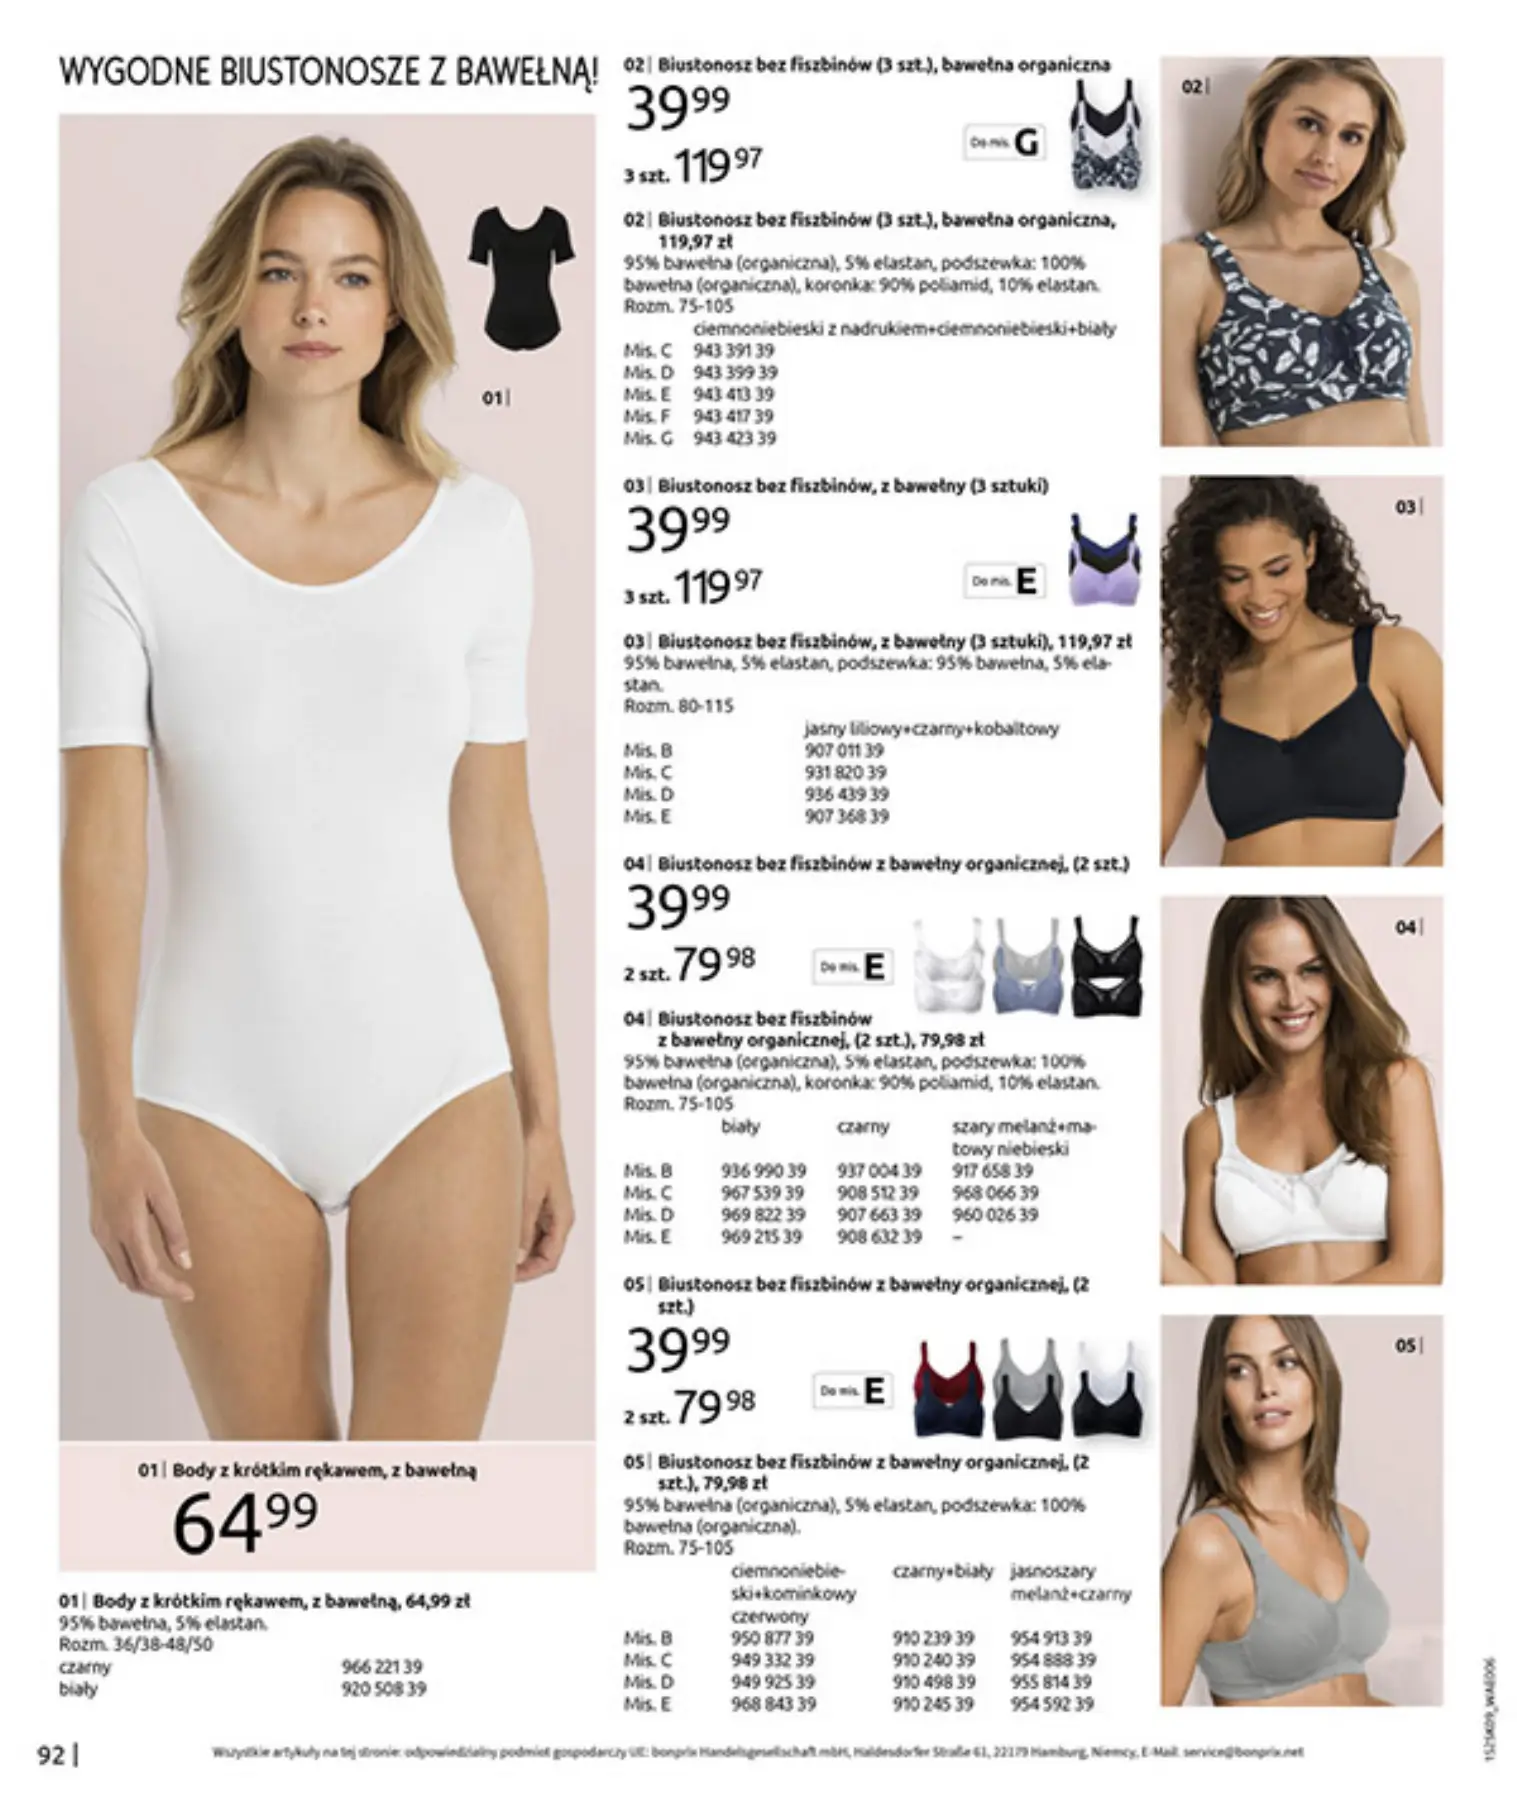 WYGODNE BIUSTONOSZE Z BAWEŁNĄ!
01|
01| Body z krótkim rękawem, z bawełną
64 99
01| Body z krótkim rękawem, z bawełną, 64,99 zł
95% bawełna, 5% elastan.
Rozm. 36/38-48/50
czarny 966 221 39
biały 920 508 39
02| Biustonosz bez fiszbinów (3 szt.), bawełna organiczna
39 99
Do mis. G
3 szt. 119 97
02| Biustonosz bez fiszbinów (3 szt.), bawełna organiczna,
119,97 zł
95% bawełna (organiczna), 5% elastan, podszewka: 100%
bawełna (organiczna), koronka: 90% poliamid, 10% elastan.
Rozm. 75-105
ciemnoniebieski z nadrukiem+ciemnoniebieski+biały
Mis. C 943 391 39
Mis. D 943 399 39
Mis. E 943 413 39
Mis. F 943 417 39
Mis. G 943 423 39
02|
03| Biustonosz bez fiszbinów, z bawełny (3 sztuki)
39 99
Do mis. E
3 szt. 119 97
03| Biustonosz bez fiszbinów, z bawełny (3 sztuki), 119,97 zł
95% bawełna, 5% elastan, podszewka: 95% bawełna, 5% ela-
stan.
Rozm. 80-115
jasny liliowy+czarny+kobaltowy
Mis. B 907 011 39
Mis. C 931 820 39
Mis. D 936 439 39
Mis. E 907 368 39
03|
04| Biustonosz bez fiszbinów z bawełny organicznej, (2 szt.)
39 99
2 szt. 79 98
Do mis. E
04| Biustonosz bez fiszbinów
z bawełny organicznej, (2 szt.), 79,98 zł
95% bawełna (organiczna), 5% elastan, podszewka: 100%
bawełna (organiczna), koronka: 90% poliamid, 10% elastan.
Rozm. 75-105
biały czarny szary melanż+ma-
towy niebieski
Mis. B 936 990 39 937 004 39 917 658 39
Mis. C 967 539 39 908 512 39 968 066 39
Mis. D 969 822 39 907 663 39 960 026 39
Mis. E 969 215 39 908 632 39 –
04|
05| Biustonosz bez fiszbinów z bawełny organicznej, (2
szt.)
39 99
2 szt. 79 98
Do mis. E
05| Biustonosz bez fiszbinów z bawełny organicznej, (2
szt.), 79,98 zł
95% bawełna (organiczna), 5% elastan, podszewka: 100%
bawełna (organiczna).
Rozm. 75-105
ciemnoniebie- czarny+biały jasnoszary
ski+kominkowy melanż+czarny
czerwony
Mis. B 950 877 39 910 239 39 954 913 39
Mis. C 949 332 39 910 240 39 954 888 39
Mis. D 949 925 39 910 498 39 955 814 39
Mis. E 968 843 39 910 245 39 954 592 39
05|
1525K09_WAE006
92 |
Wszystkie artykuły na tej stronie: odpowiedzialny podmiot gospodarczy UE: bonprix Handelsgesellschaft mbH, Haldesdorfer Straße 61, 22179 Hamburg, Niemcy, E-Mail: service@bonprix.net